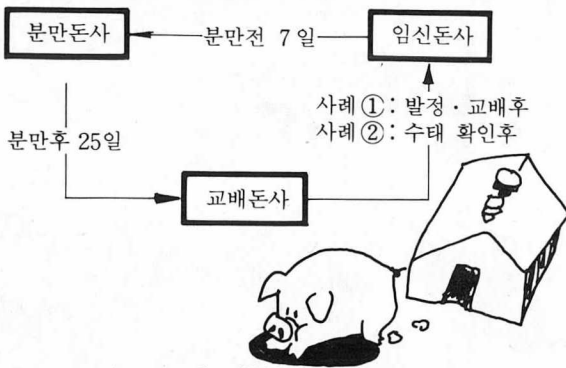 분만돈사
분만전 7일
임신돈사
사례①: 발정·교배후
사례②: 수태 확인후
분만후 25일
교배돈사